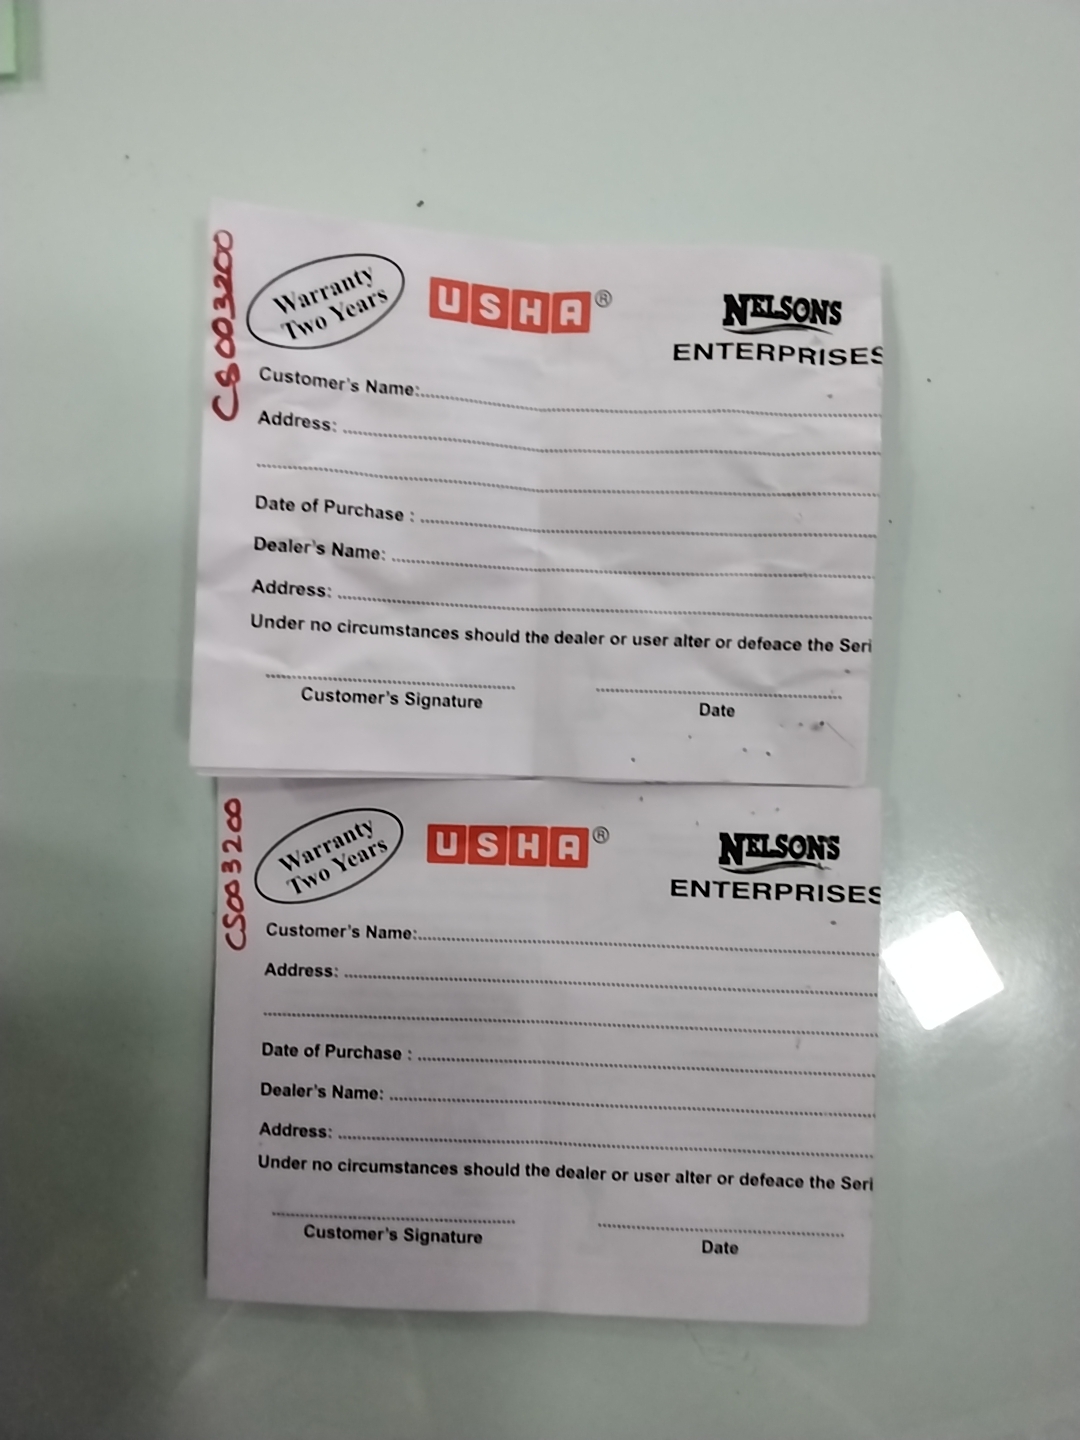 CS003200
Warranty
Two Years
USHA®
NELSONS
ENTERPRISES
Customer's Name:
Address:
Date of Purchase :
Dealer's Name:
Address:
Under no circumstances should the dealer or user alter or defeace the Seri
Customer's Signature
Date
CS003200
Warranty
Two Years
USHA®
NELSONS
ENTERPRISES
Customer's Name:
Address:
Date of Purchase :
Dealer's Name:
Address:
Under no circumstances should the dealer or user alter or defeace the Seri
Customer's Signature
Date